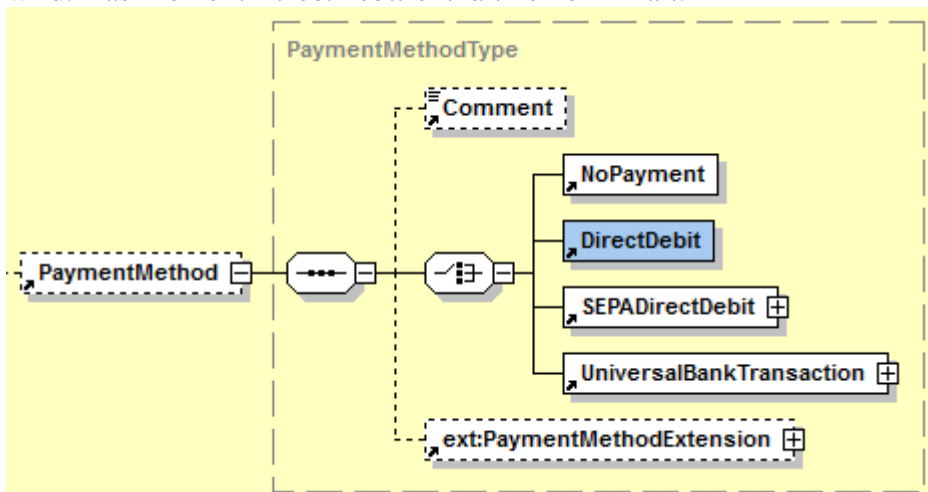 PaymentMethodType
Comment
NoPayment
DirectDebit
PaymentMethod
SEPADirectDebit
UniversalBankTransaction
ext:PaymentMethodExtension